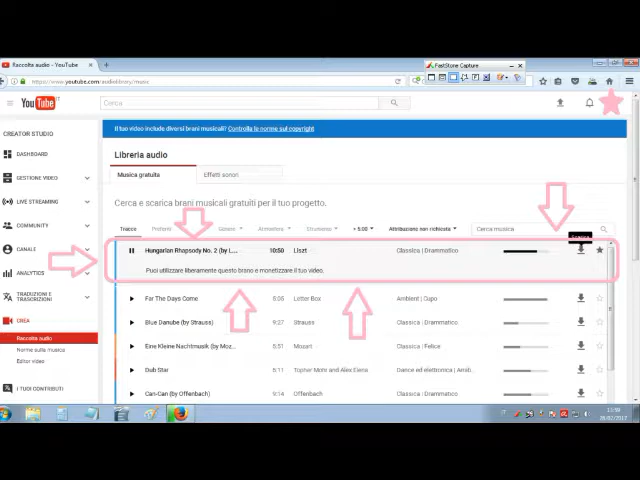 Raccolta audio - YouTube
FastStone Capture
https://www.youtube.com/audiolibrary/music
YouTube IT
Cerca
CREATOR STUDIO
Il tuo video include diversi brani musicali? Controlla le norme sul copyright
DASHBOARD
Libreria audio
GESTIONE VIDEO
Musica gratuita
Effetti sonori
LIVE STREAMING
Cerca e scarica brani musicali gratuiti per il tuo progetto.
COMMUNITY
Tracce
Preferiti
Genere
Atmosfera
Strumento
Attribuzione non richiesta
Cerca musica
CANALE
Hungarian Rhapsody No. 2 (by L...
10:50
Liszt
Classica | Drammatico
ANALYTICS
Puoi utilizzare liberamente questo brano e monetizzare il tuo video.
TRADUZIONI E
TRASCRIZIONI
Far The Days Come
Letter Box
Ambient | Cupo
CREA
Blue Danube (by Strauss)
9:27
Strauss
Classica | Drammatico
Raccolta audio
Norme sulla musica
Eine Kleine Nachtmusik (by Moz...
5:51
Mozart
Classica | Felice
Editor video
Dub Star
5:11
Topher Mohr and Alex Elena
Dance ed elettronica | Arrab...
I TUOI CONTRIBUTI
Can-Can (by Offenbach)
9:14
Offenbach
Classica | Drammatico